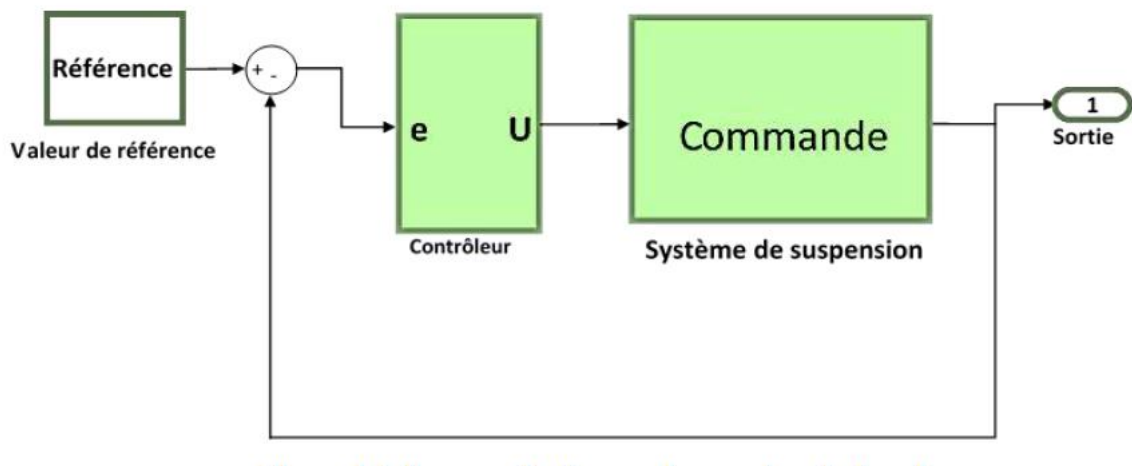 Référence
+ -
Valeur de référence
e
U
Contrôleur
Commande
Système de suspension
1
Sortie